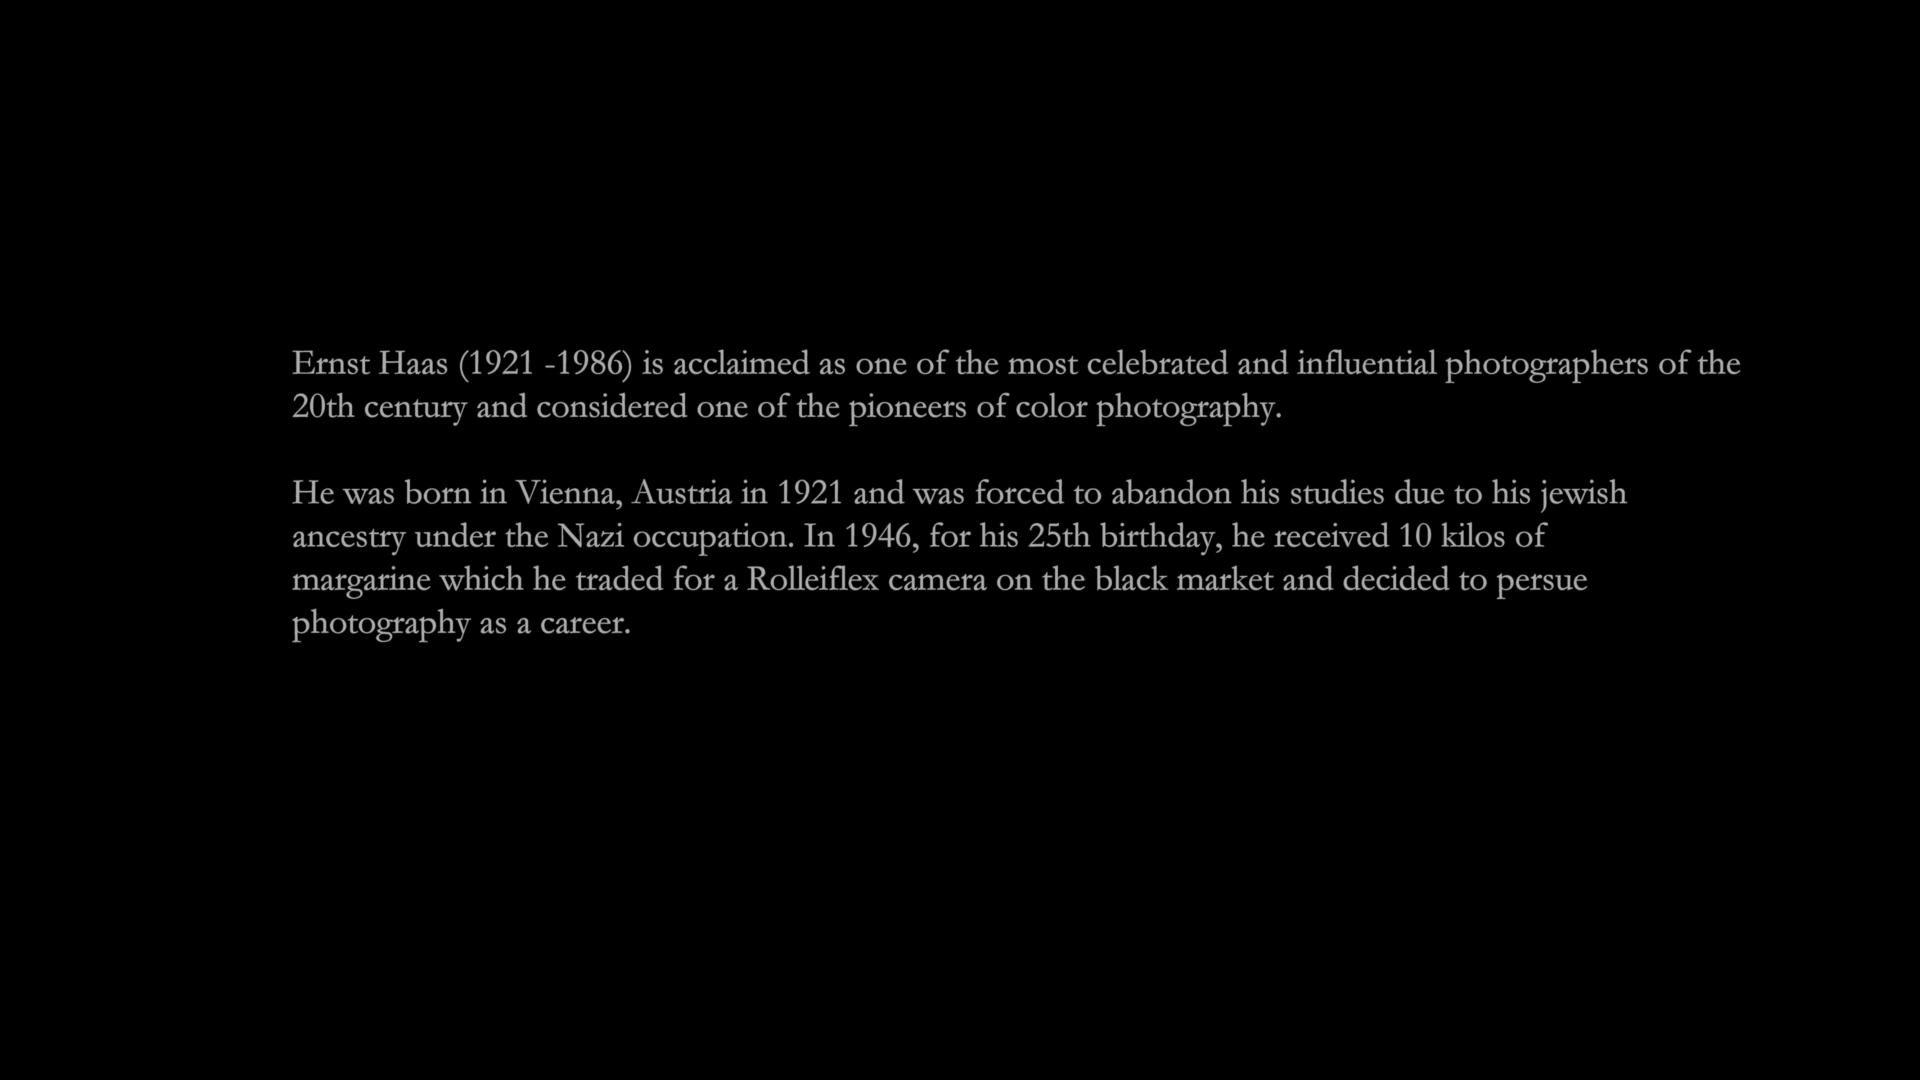 Ernst Haas (1921 -1986) is acclaimed as one of the most celebrated and influential photographers of the
20th century and considered one of the pioneers of color photography.
He was born in Vienna, Austria in 1921 and was forced to abandon his studies due to his jewish
ancestry under the Nazi occupation. In 1946, for his 25th birthday, he received 10 kilos of
margarine which he traded for a Rolleiflex camera on the black market and decided to persue
photography as a career.